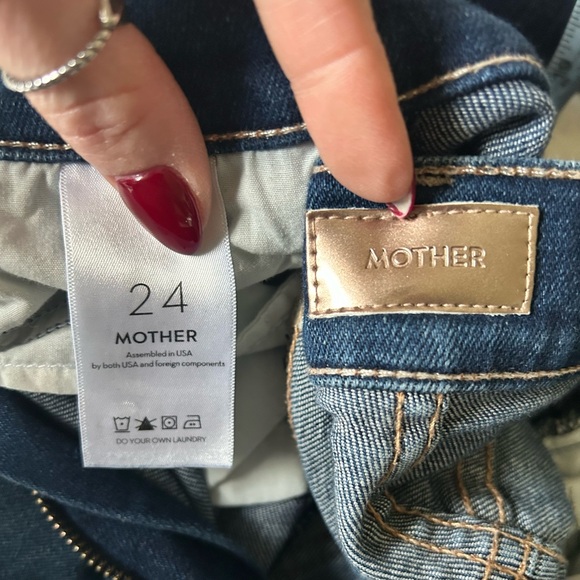 24
MOTHER
Assembled in USA
by both USA and foreign components
DO YOUR OWN LAUNDRY
MOTHER